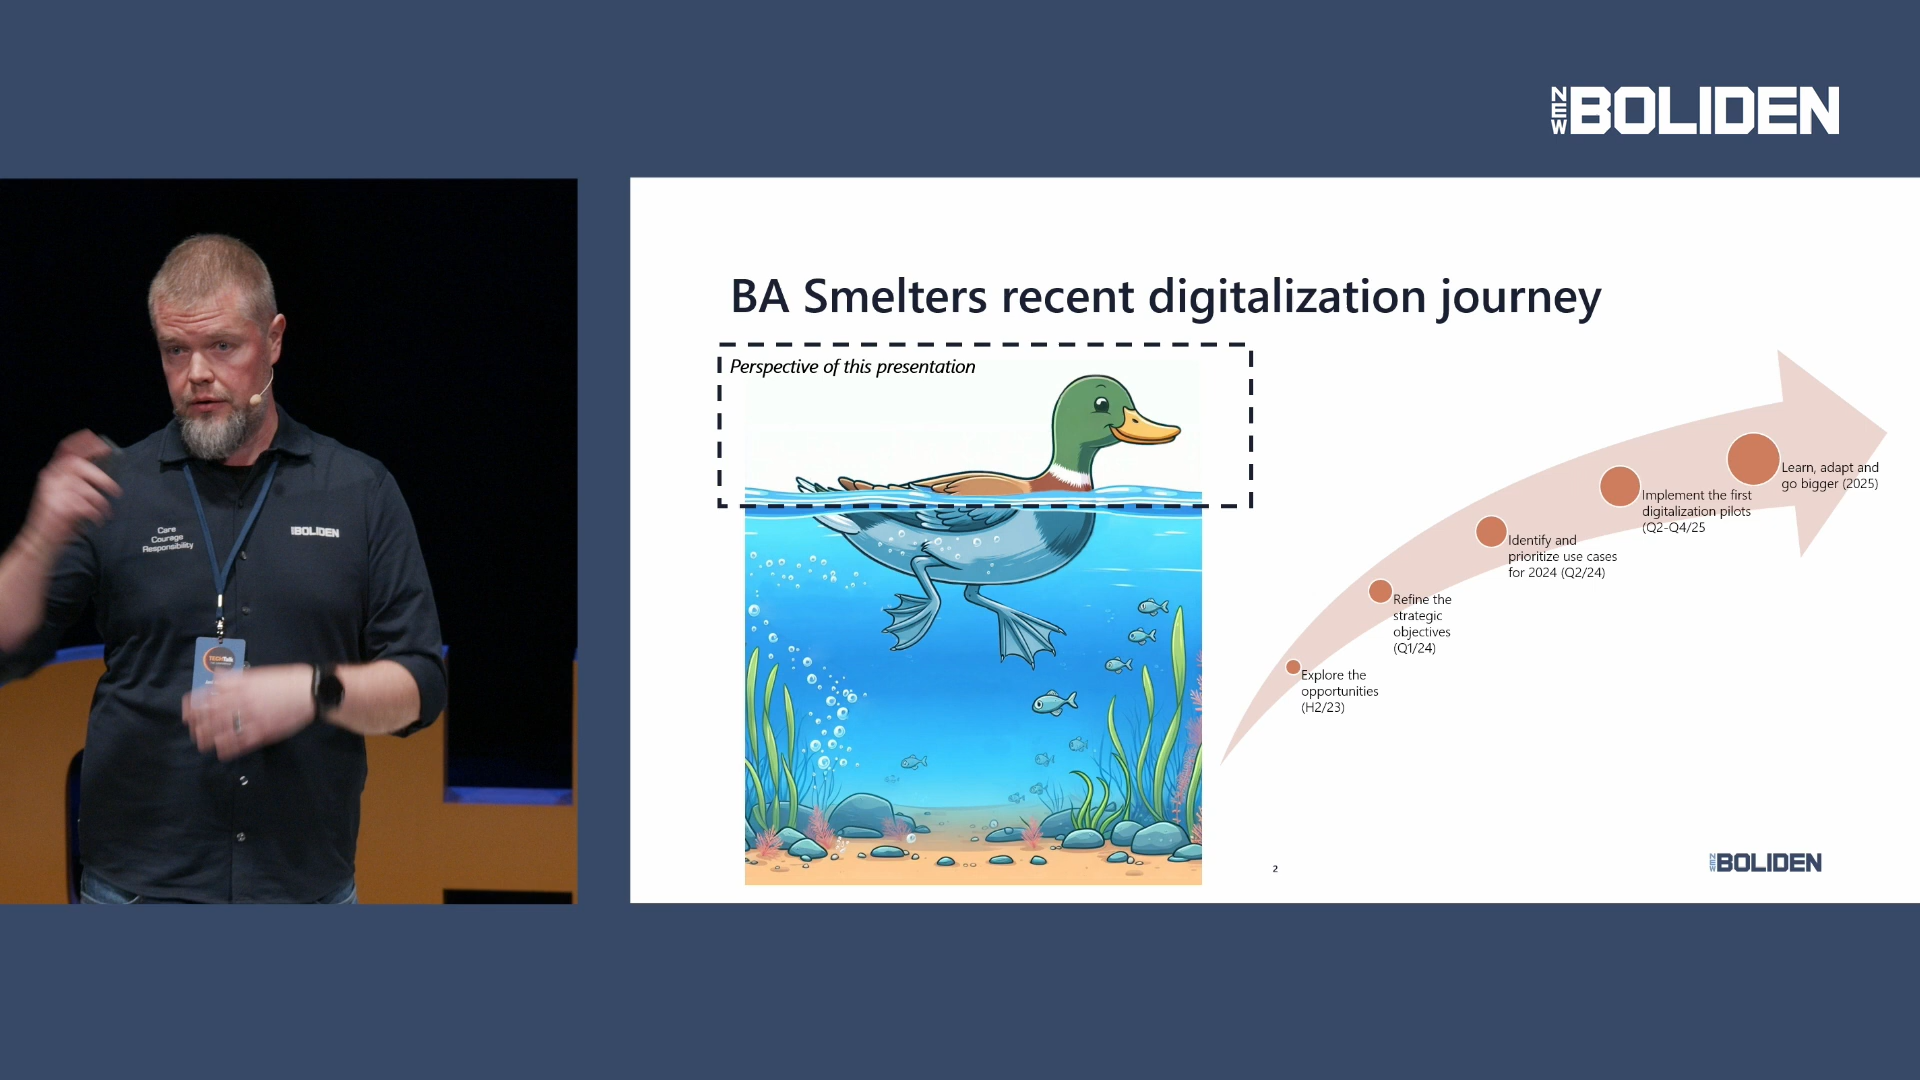 NEW BOLIDEN
BA Smelters recent digitalization journey
Perspective of this presentation
Learn, adapt and
go bigger (2025)
Implement the first
digitalization pilots
(Q2-Q4/25
Identify and
prioritize use cases
for 2024 (Q2/24)
Refine the
strategic
objectives
(Q1/24)
Explore the
opportunities
(H2/23)
2
NEW BOLIDEN
Care
Courage
Responsibility
BOLIDEN
TECHTalk